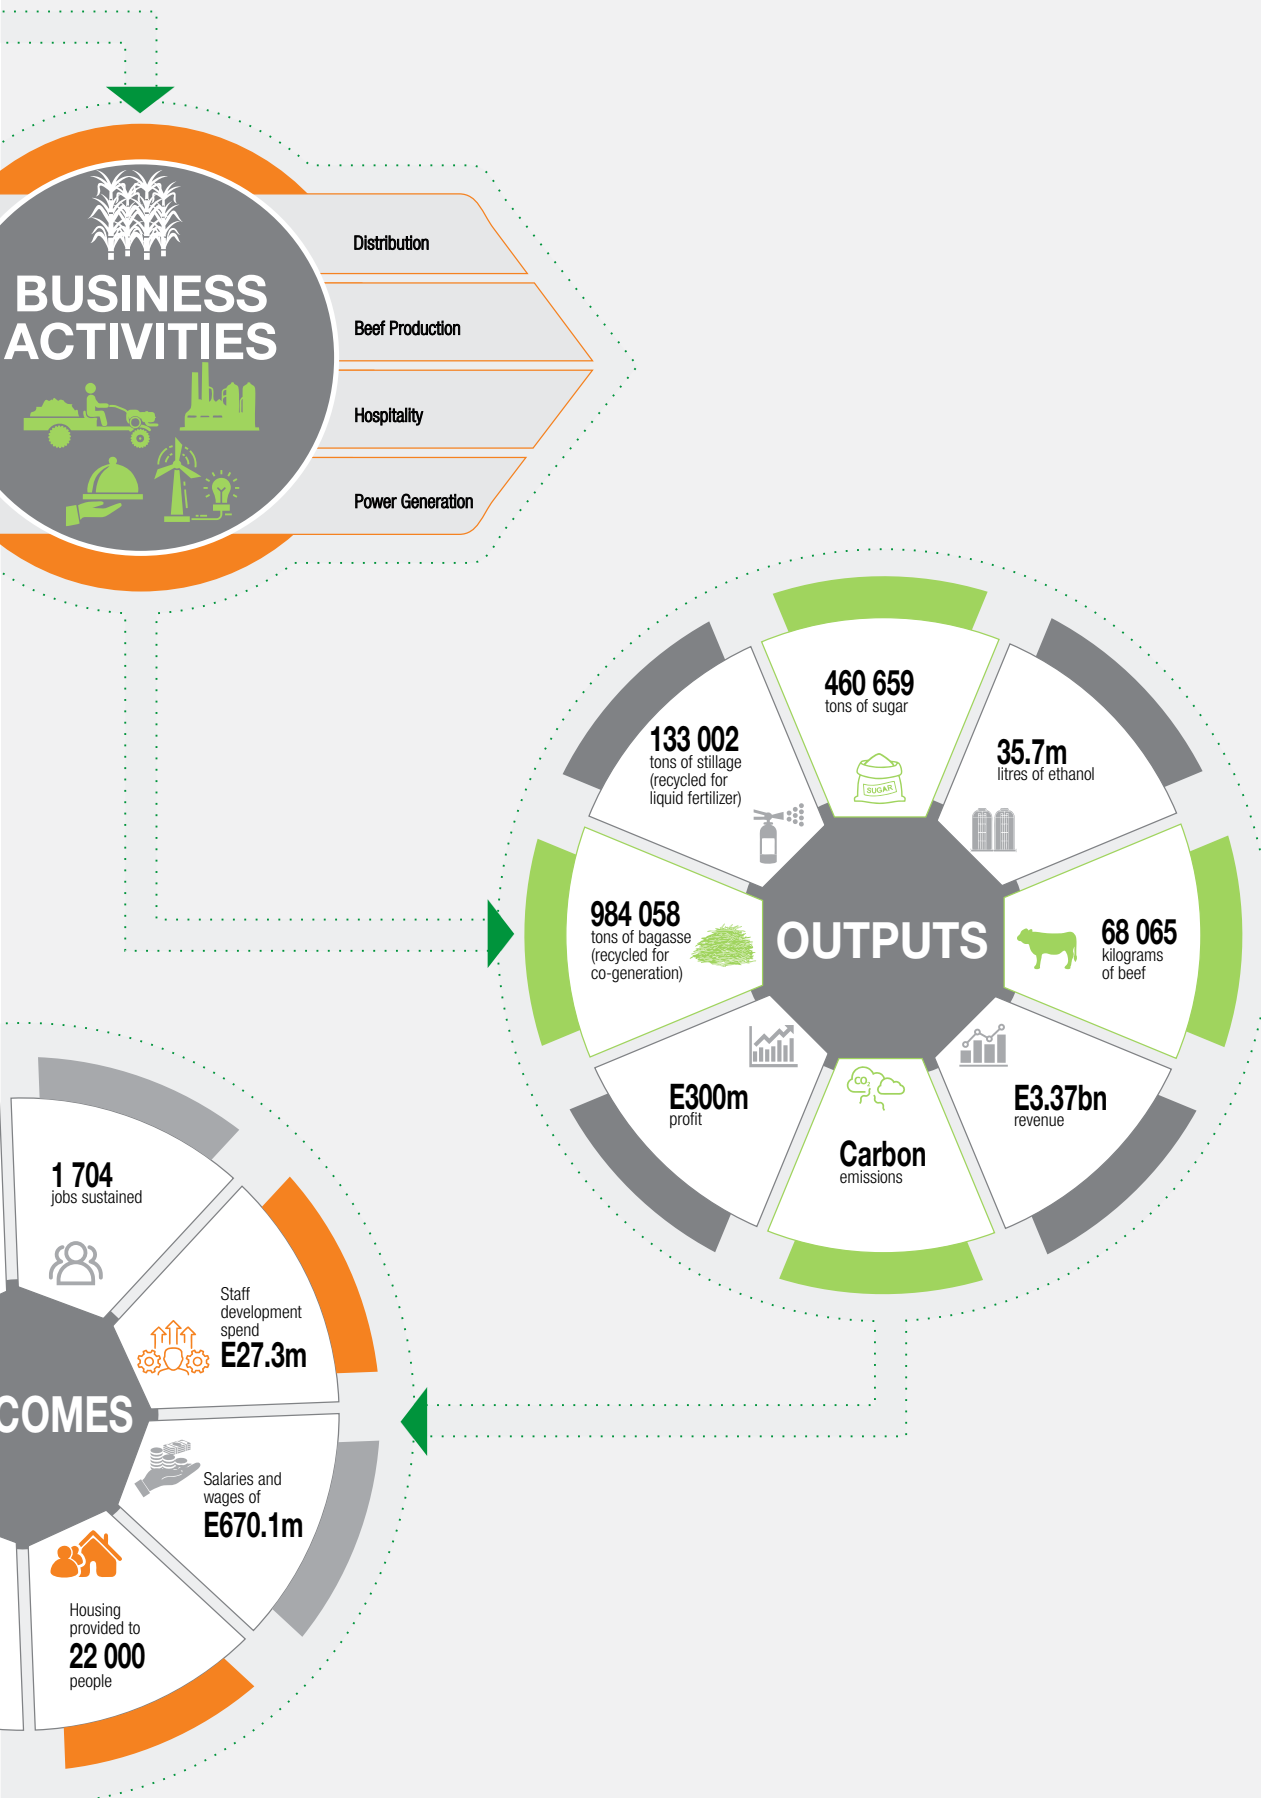 BUSINESS
ACTIVITIES
Distribution
Beef Production
Hospitality
Power Generation
460 659
tons of sugar
SUGAR
35.7m
litres of ethanol
68 065
kilograms
of beef
E3.37bn
revenue
CO2
Carbon
emissions
E300m
profit
984 058
tons of bagasse
(recycled for
co-generation)
133 002
tons of stillage
(recycled for
liquid fertilizer)
OUTPUTS
1 704
jobs sustained
Staff
development
spend
E27.3m
Salaries and
wages of
E670.1m
Housing
provided to
22 000
people
COMES